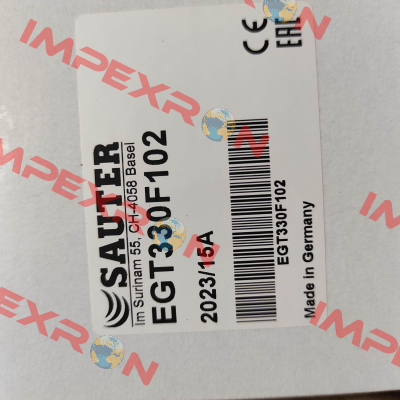 SAUTER
Im Surinam 55, CH-4058 Basel
EGT330F102
2023/15A
EGT330F102
Made in Germany
CE
EAC
IMPEXRON
IMPEXRON
IMPEXRON